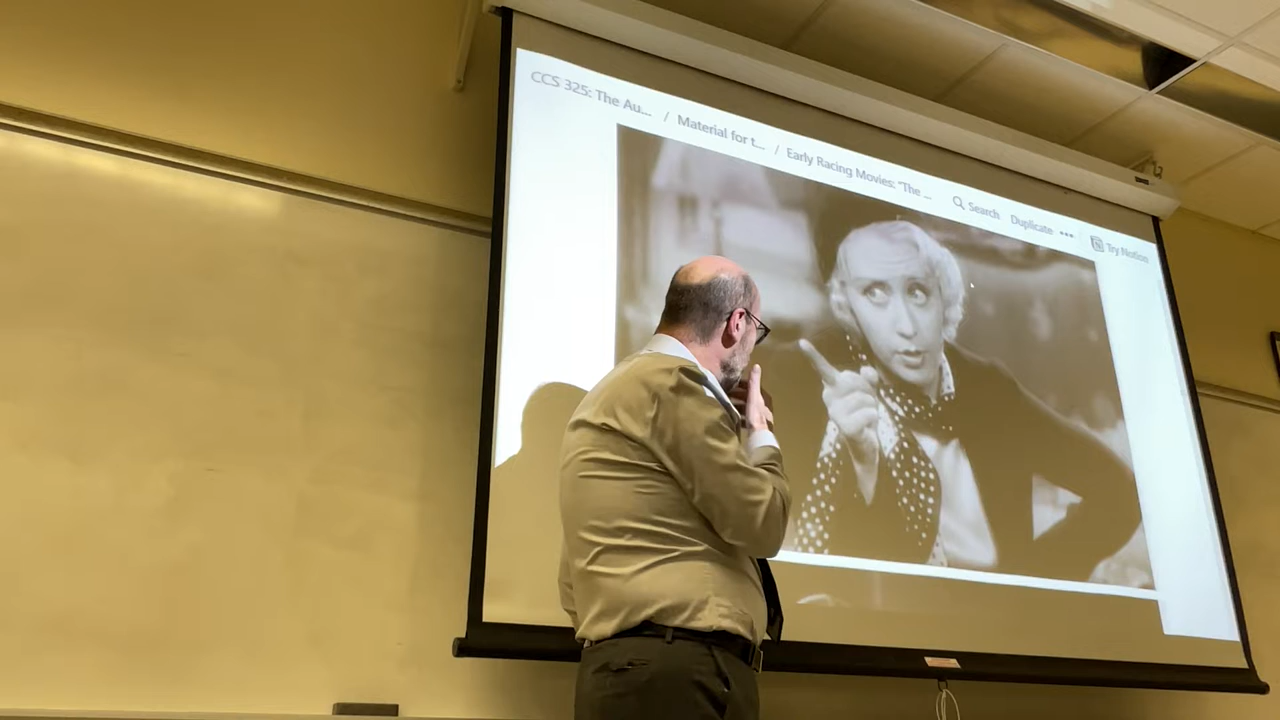 CCS 325: The Au... / Material for t... / Early Racing Movies: "The ...
Search Duplicate ••• Try Notion